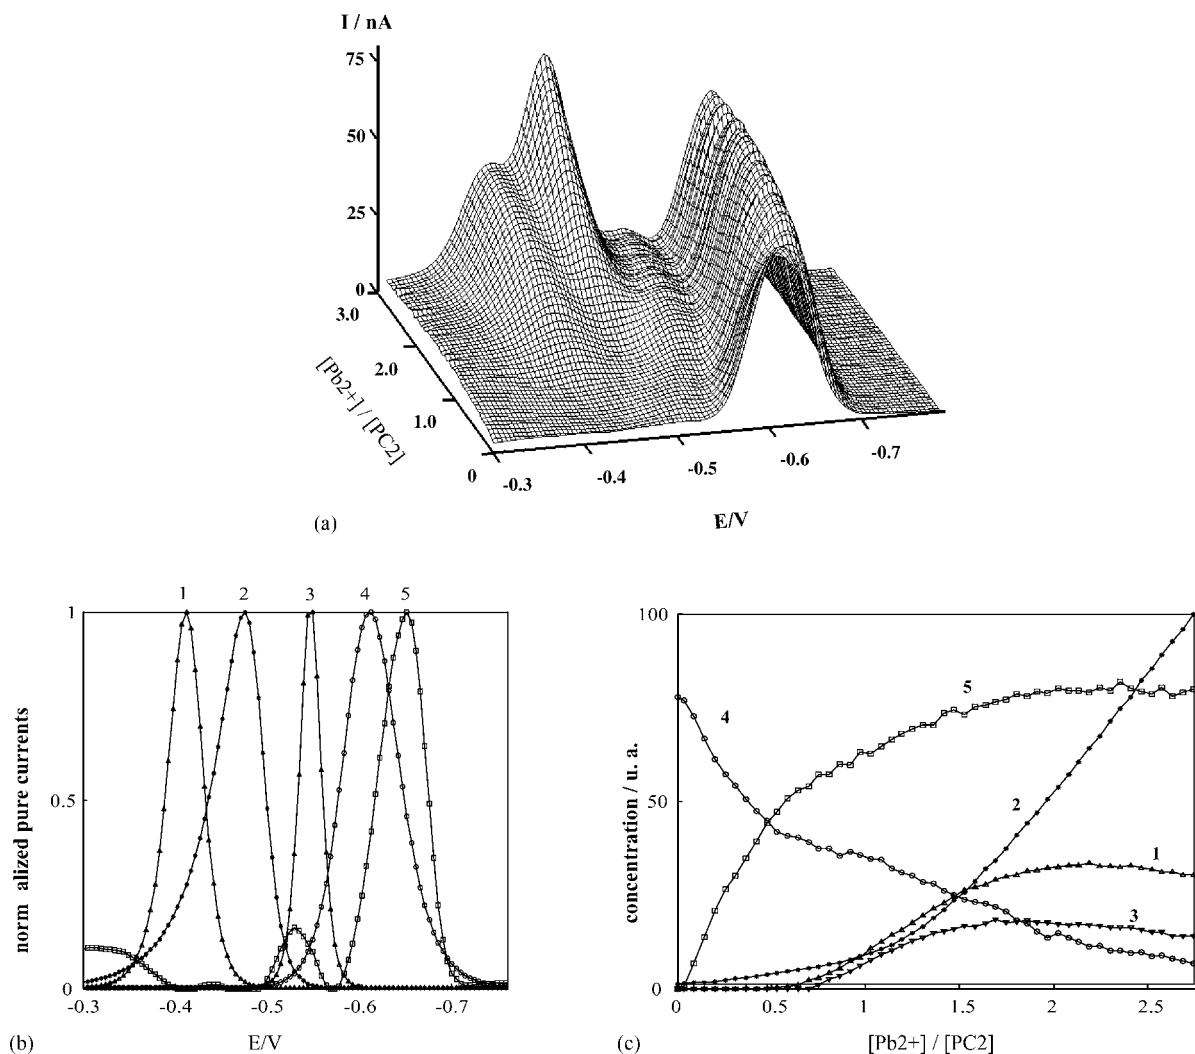 I / nA
75
50
25
0
3.0
2.0
1.0
0
[Pb2+] / [PC2]
-0.3
-0.4
-0.5
-0.6
-0.7
E/V
(a)
1 2 3 4 5
1
0.5
0
norm alized pure currents
-0.3 -0.4 -0.5 -0.6 -0.7
(b) E/V
100
50
0
concentration / u. a.
4
5
2
1
3
0 0.5 1 1.5 2 2.5
(c) [Pb2+] / [PC2]